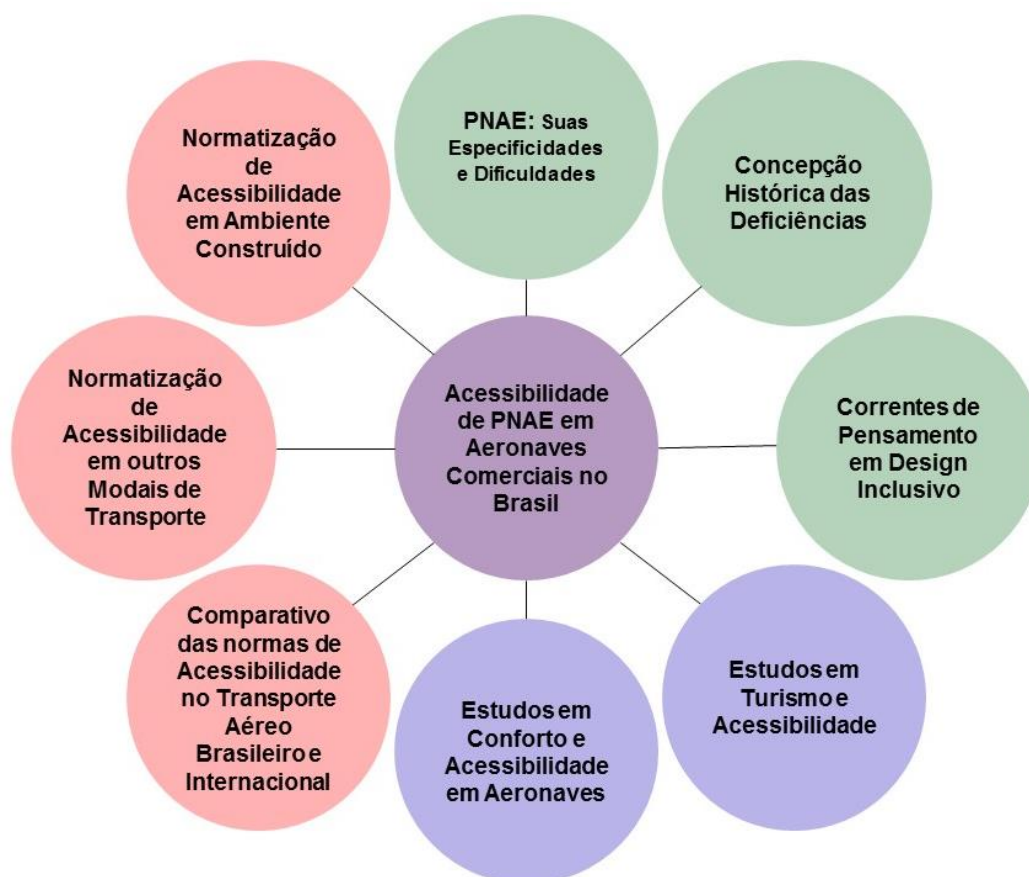 PNAE: Suas
Especificidades
e Dificuldades
Concepção
Histórica das
Deficiências
Correntes de
Pensamento
em Design
Inclusivo
Estudos em
Turismo e
Acessibilidade
Estudos em
Conforto e
Acessibilidade
em Aeronaves
Comparativo
das normas de
Acessibilidade
no Transporte
Aéreo
Brasileiro e
Internacional
Normatização
de
Acessibilidade
em outros
Modais de
Transporte
Normatização
de
Acessibilidade
em Ambiente
Construído
Acessibilidade
de PNAE em
Aeronaves
Comerciais no
Brasil